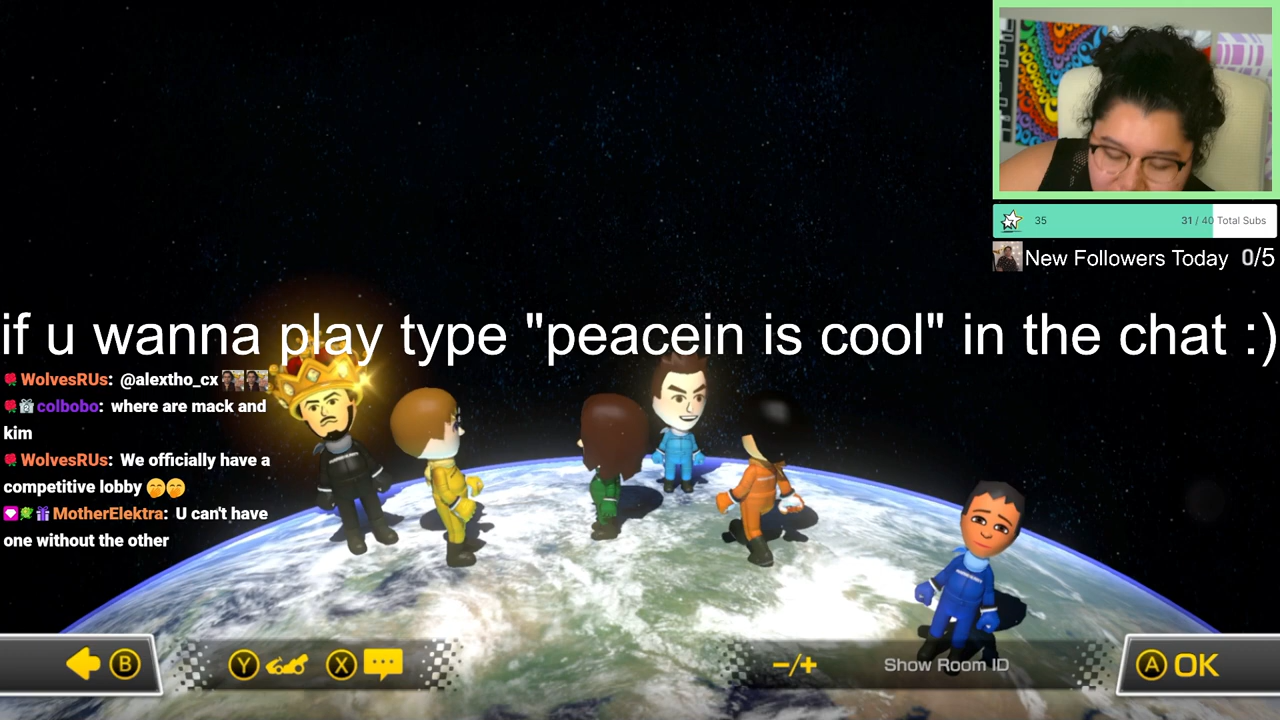 35
31 / 40 Total Subs
New Followers Today 0/5
if u wanna play type "peacein is cool" in the chat :)
WolvesRUs: @alextho_cx
colbobo: where are mack and
kim
WolvesRUs: We officially have a
competitive lobby
MotherElektra: U can't have
one without the other
B
Y
X
−/+
Show Room ID
A OK